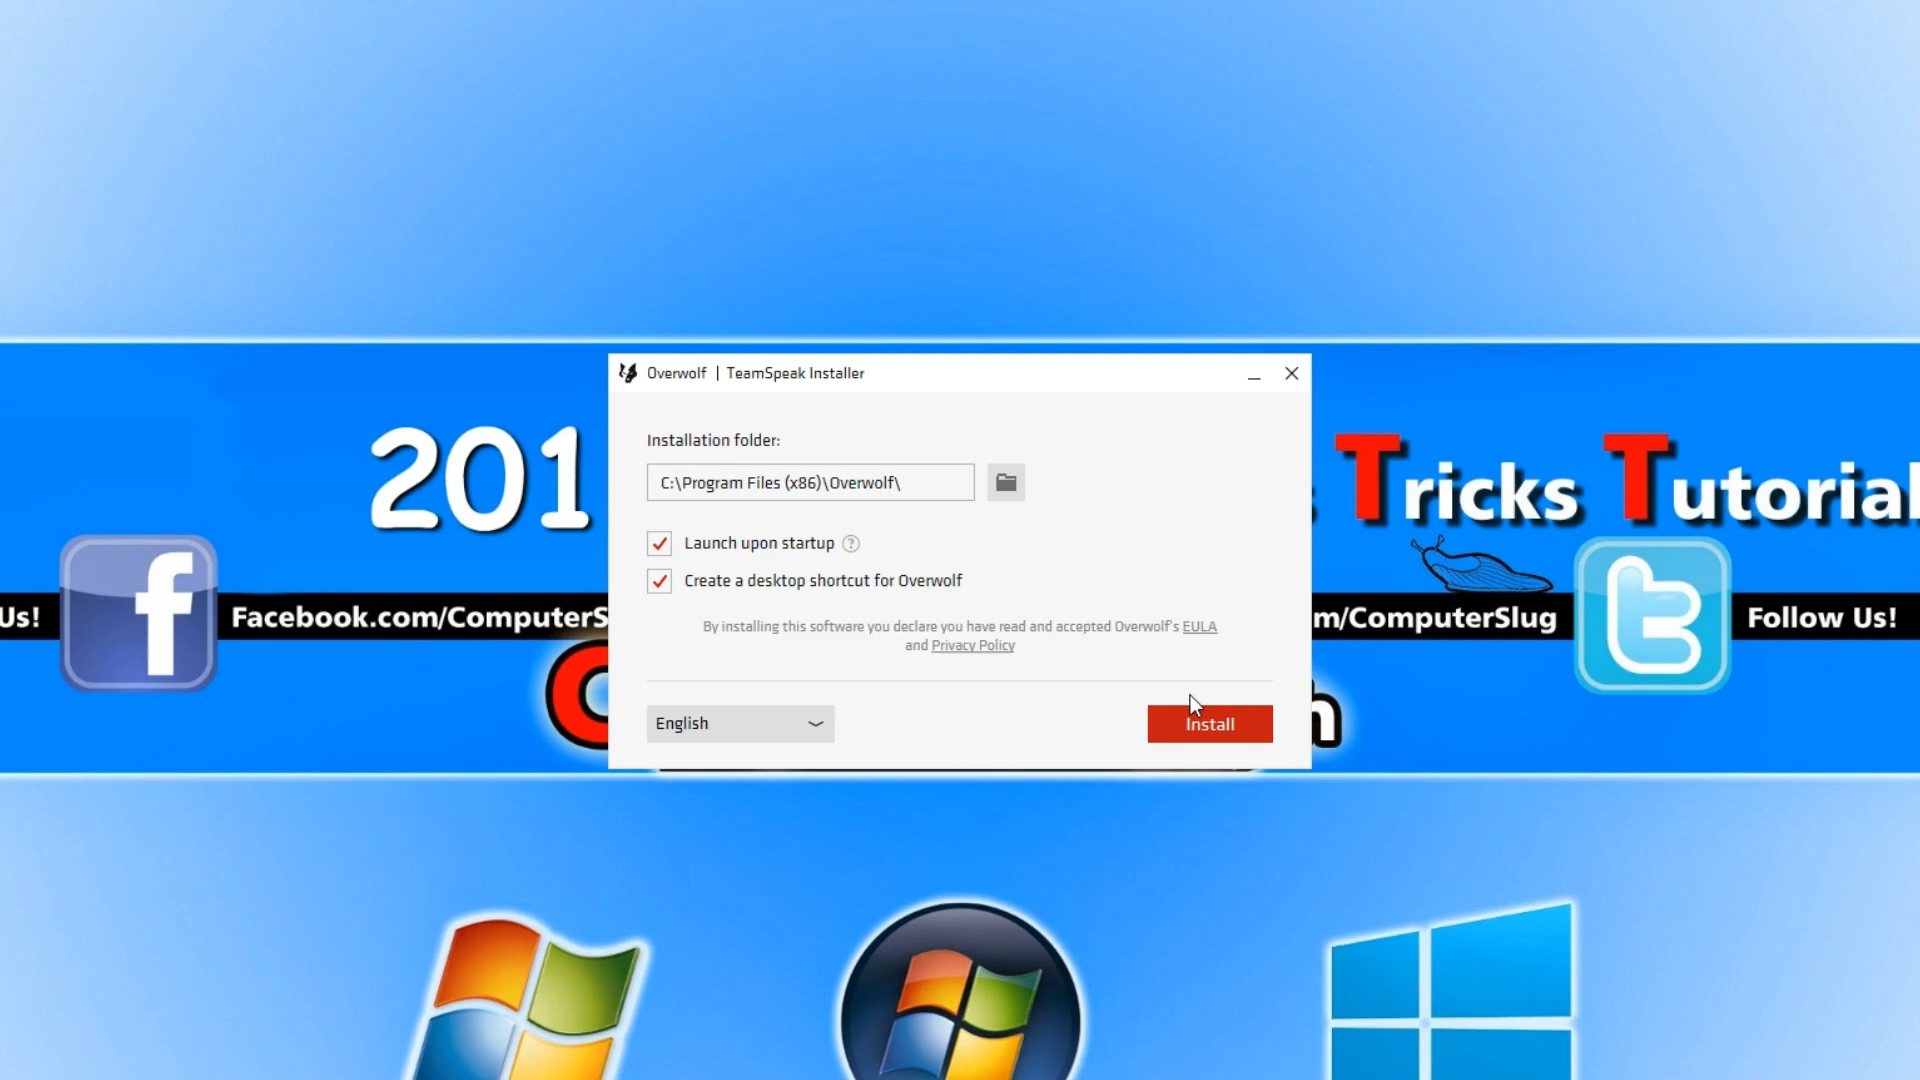 Overwolf | TeamSpeak Installer
Installation folder:
C:\Program Files (x86)\Overwolf\
Launch upon startup ?
Create a desktop shortcut for Overwolf
By installing this software you declare you have read and accepted Overwolf's EULA
and Privacy Policy
English
Install
201
Tricks Tutorial
Us!
f
Facebook.com/ComputerS
m/ComputerSlug
Follow Us!